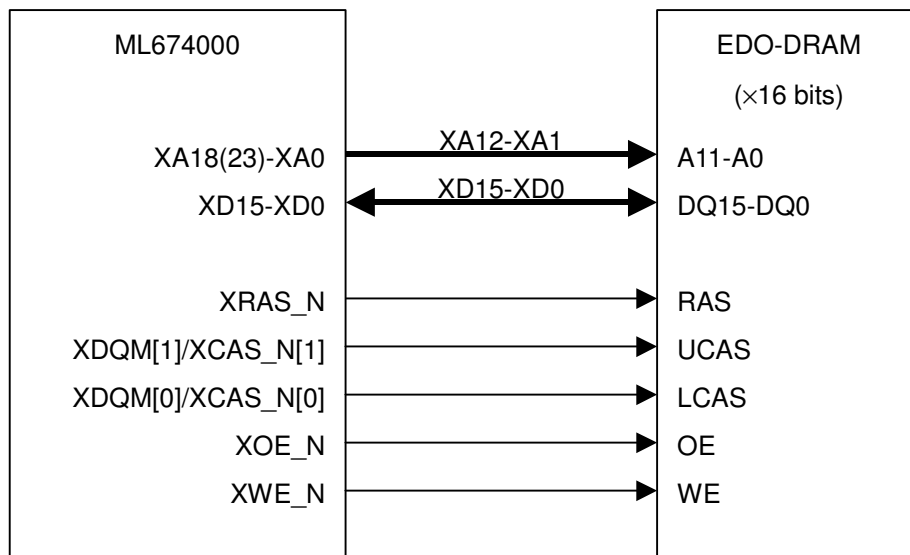 ML674000 EDO-DRAM
(×16 bits)
XA18(23)-XA0 XA12-XA1 A11-A0
XD15-XD0 XD15-XD0 DQ15-DQ0
XRAS_N RAS
XDQM[1]/XCAS_N[1] UCAS
XDQM[0]/XCAS_N[0] LCAS
XOE_N OE
XWE_N WE